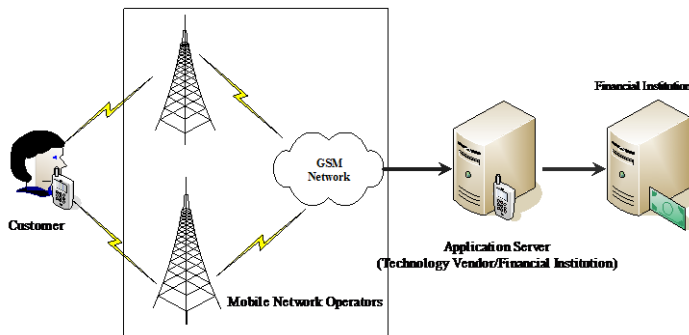 Financial Institution
GSM
Network
Customer
Application Server
(Technology Vendor/Financial Institution)
Mobile Network Operators